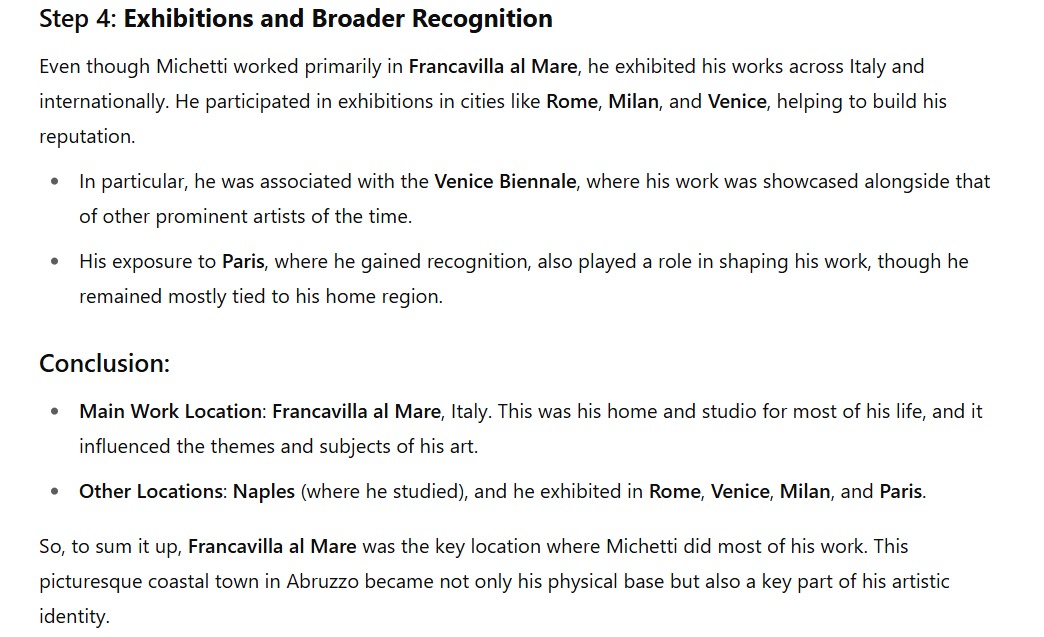 Step 4: Exhibitions and Broader Recognition
Even though Michetti worked primarily in Francavilla al Mare, he exhibited his works across Italy and
internationally. He participated in exhibitions in cities like Rome, Milan, and Venice, helping to build his
reputation.
• In particular, he was associated with the Venice Biennale, where his work was showcased alongside that
of other prominent artists of the time.
• His exposure to Paris, where he gained recognition, also played a role in shaping his work, though he
remained mostly tied to his home region.
Conclusion:
• Main Work Location: Francavilla al Mare, Italy. This was his home and studio for most of his life, and it
influenced the themes and subjects of his art.
• Other Locations: Naples (where he studied), and he exhibited in Rome, Venice, Milan, and Paris.
So, to sum it up, Francavilla al Mare was the key location where Michetti did most of his work. This
picturesque coastal town in Abruzzo became not only his physical base but also a key part of his artistic
identity.